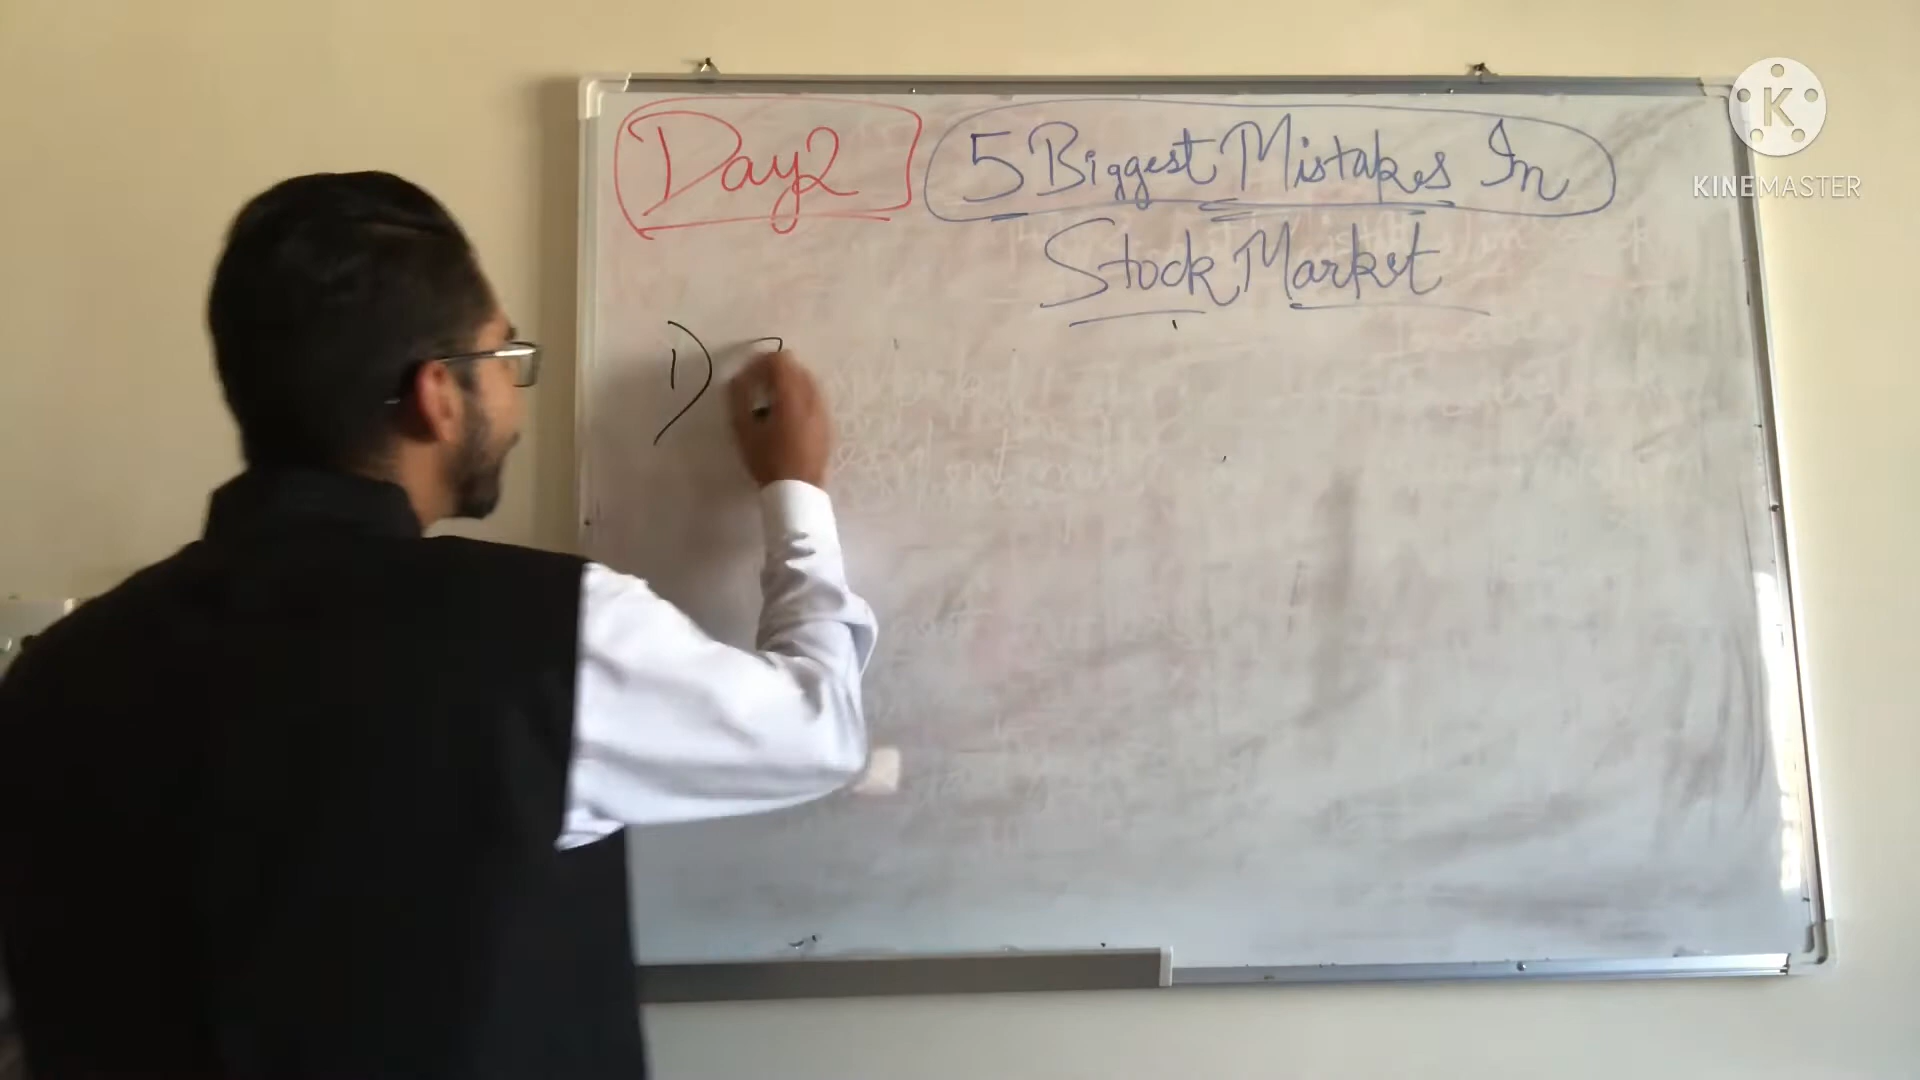 Day2
5 Biggest Mistakes In
Stock Market
1)
K
KINEMASTER